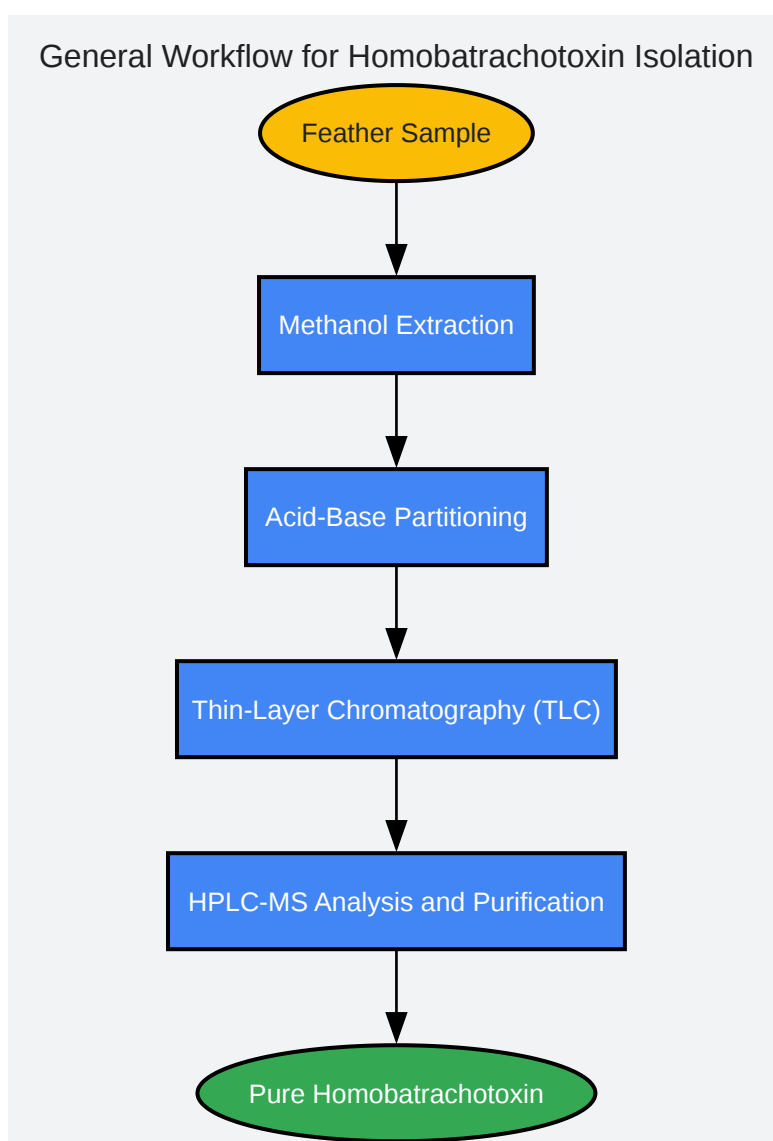 General Workflow for Homobatrachotoxin Isolation
Feather Sample
Methanol Extraction
Acid-Base Partitioning
Thin-Layer Chromatography (TLC)
HPLC-MS Analysis and Purification
Pure Homobatrachotoxin